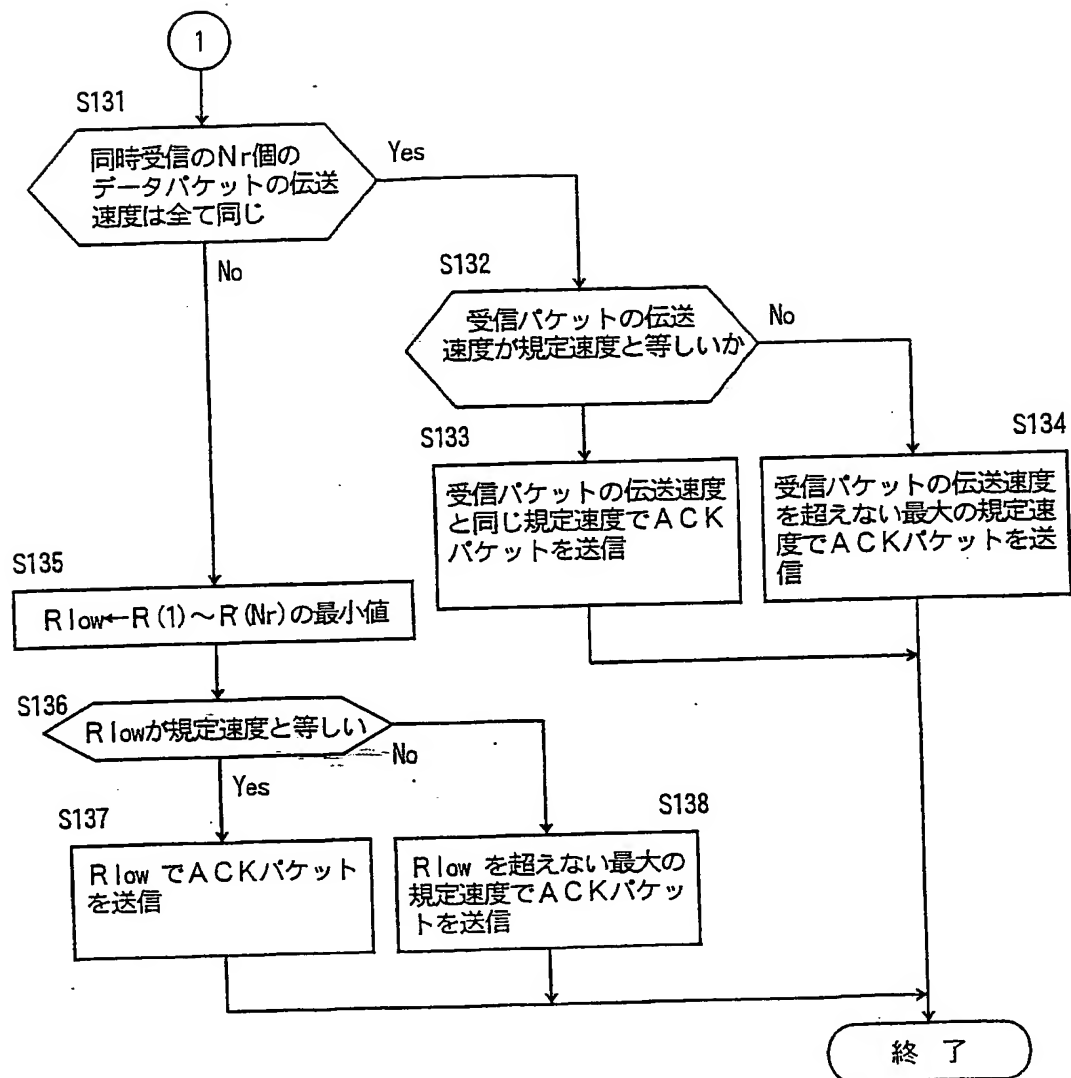 1
S131
同時受信のNr個の
データパケットの伝送
速度は全て同じ
Yes
No
S132
受信パケットの伝送
速度が規定速度と等しいか
No
S133
受信パケットの伝送速度
と同じ規定速度でACK
パケットを送信
S134
受信パケットの伝送速度
を超えない最大の規定速
度でACKパケットを送
信
S135
Rlow←R(1)～R(Nr)の最小値
S136
Rlowが規定速度と等しい
No
Yes
S137
Rlow でACKパケット
を送信
S138
Rlow を超えない最大の
規定速度でACKパケッ
トを送信
終 了